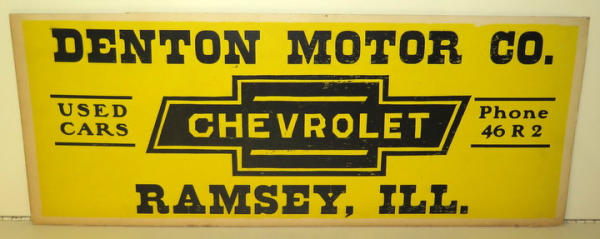 DENTON MOTOR CO.
USED
CARS
CHEVROLET
Phone
46 R 2
RAMSEY, ILL.